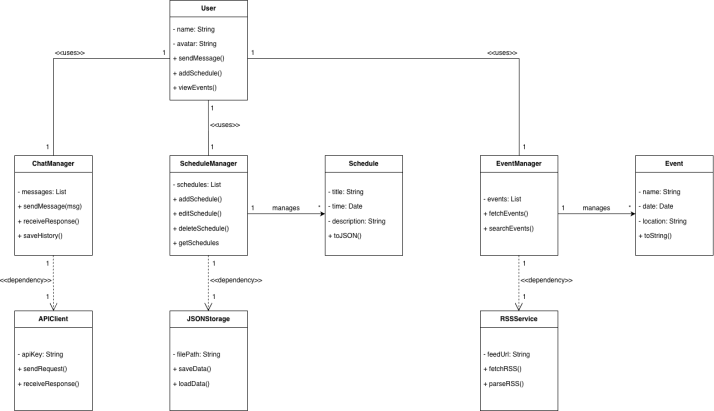 User
- name: String
- avatar: String
+ sendMessage()
+ addSchedule()
+ viewEvents()
<<uses>>
1
1
<<uses>>
1
<<uses>>
1
1
1
ChatManager
- messages: List
+ sendMessage(msg)
+ receiveResponse()
+ saveHistory()
ScheduleManager
- schedules: List
+ addSchedule()
+ editSchedule()
+ deleteSchedule()
+ getSchedules
1
manages
*
Schedule
- title: String
- time: Date
- description: String
+ toJSON()
EventManager
- events: List
+ fetchEvents()
+ searchEvents()
1
manages
*
Event
- name: String
- date: Date
- location: String
+ toString()
1
<<dependency>>
1
1
<<dependency>>
1
1
<<dependency>>
1
APIClient
- apiKey: String
+ sendRequest()
+ receiveResponse()
JSONStorage
- filePath: String
+ saveData()
+ loadData()
RSSService
- feedUrl: String
+ fetchRSS()
+ parseRSS()